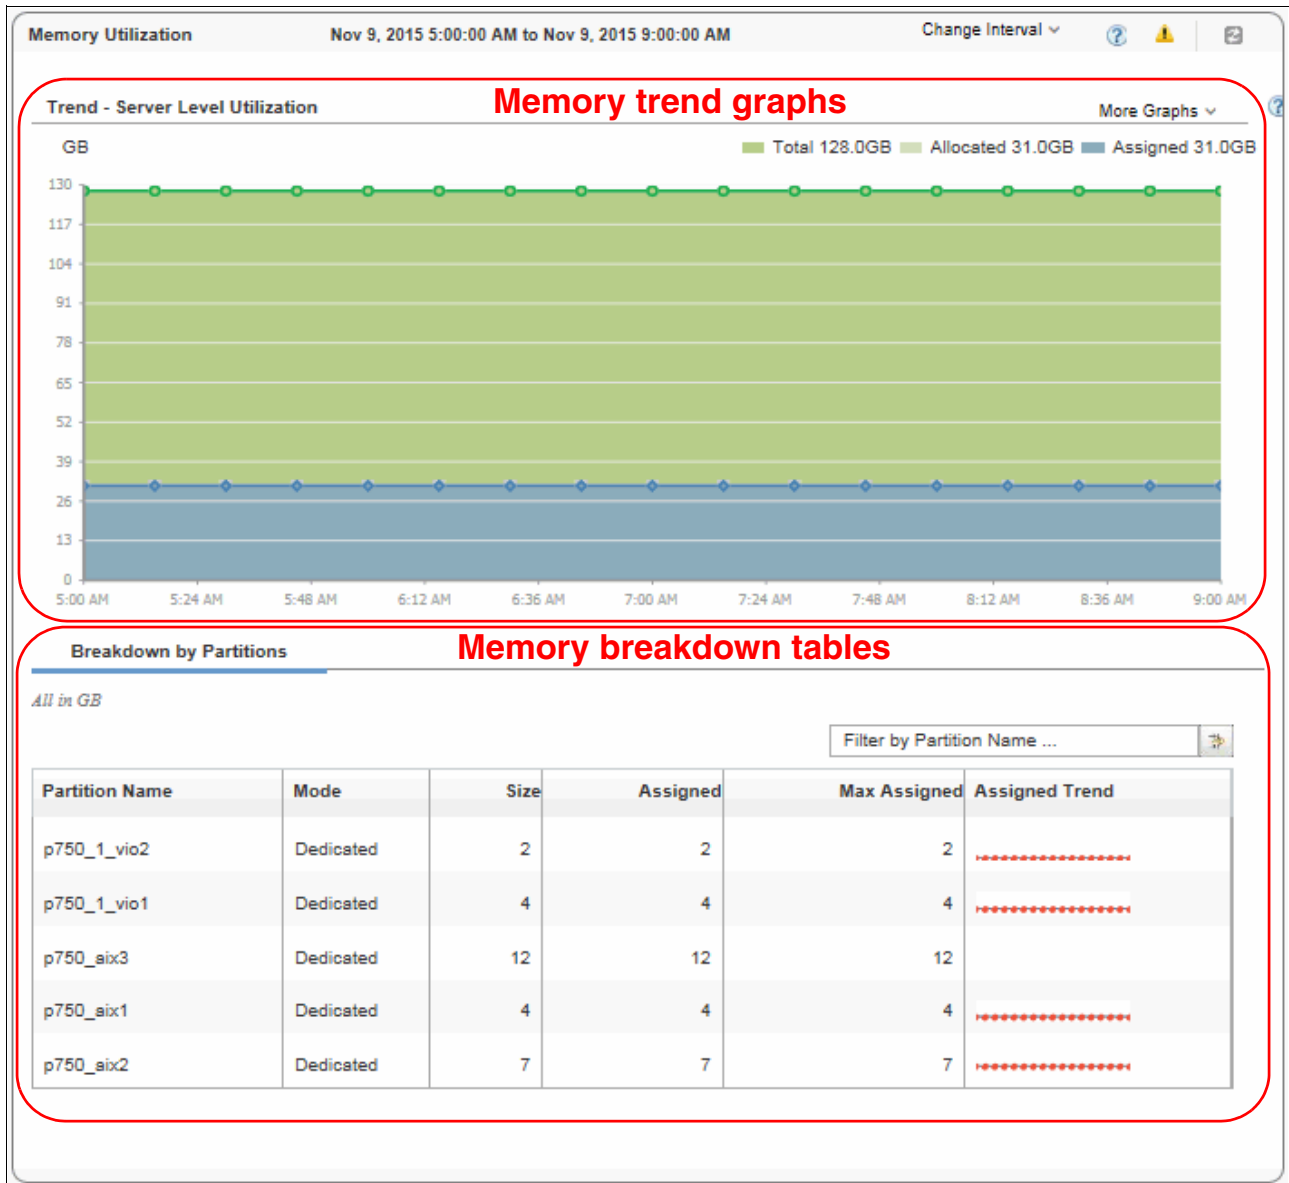 Memory Utilization Nov 9, 2015 5:00:00 AM to Nov 9, 2015 9:00:00 AM Change Interval
Trend - Server Level Utilization Memory trend graphs More Graphs
GB Total 128.0GB Allocated 31.0GB Assigned 31.0GB
130
117
104
91
78
65
52
39
26
13
0
5:00 AM 5:24 AM 5:48 AM 6:12 AM 6:36 AM 7:00 AM 7:24 AM 7:48 AM 8:12 AM 8:36 AM 9:00 AM
Breakdown by Partitions Memory breakdown tables
All in GB
Filter by Partition Name ...
Partition Name Mode Size Assigned Max Assigned Assigned Trend
p750_1_vio2 Dedicated 2 2 2
p750_1_vio1 Dedicated 4 4 4
p750_aix3 Dedicated 12 12 12
p750_aix1 Dedicated 4 4 4
p750_aix2 Dedicated 7 7 7